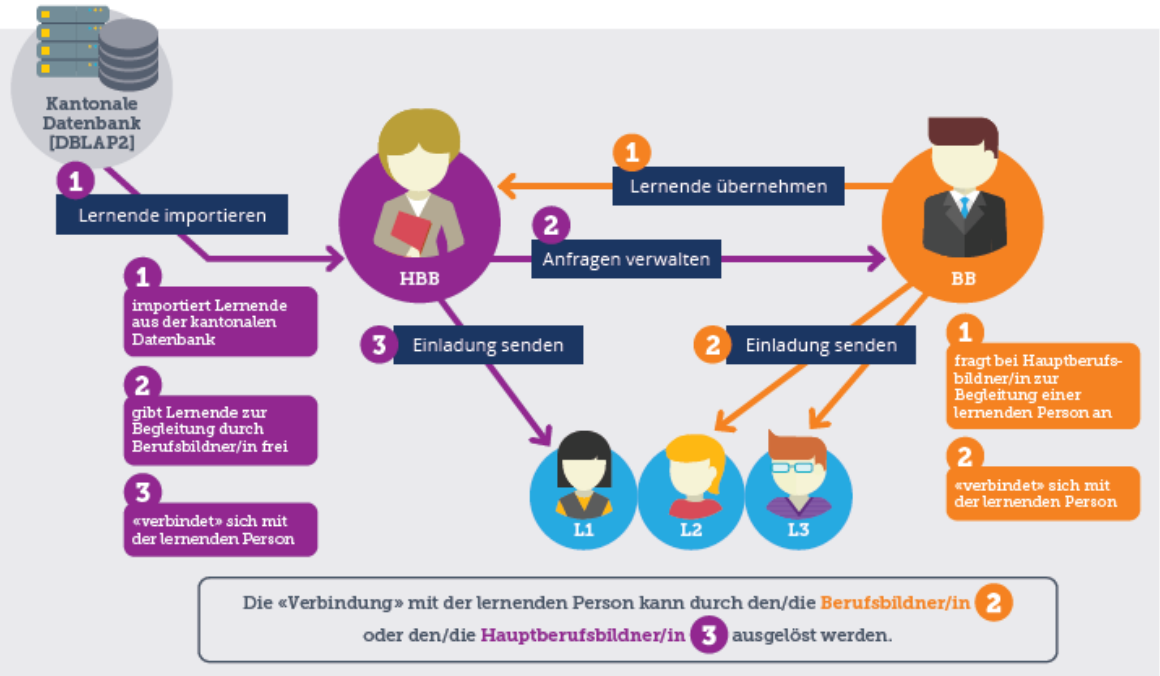 Kantonale
Datenbank
[DBLAP2]
1
Lernende importieren
1
importiert Lernende
aus der kantonalen
Datenbank
2
gibt Lernende zur
Begleitung durch
Berufsbildner/in frei
3
«verbindet» sich mit
der lernenden Person
HBB
1
Lernende übernehmen
2
Anfragen verwalten
BB
3
Einladung senden
2
Einladung senden
1
fragt bei Hauptberufs-
bildner/in zur
Begleitung einer
lernenden Person an
2
«verbindet» sich mit
der lernenden Person
L1
L2
L3
Die «Verbindung» mit der lernenden Person kann durch den/die Berufsbildner/in 2
oder den/die Hauptberufsbildner/in 3 ausgelöst werden.